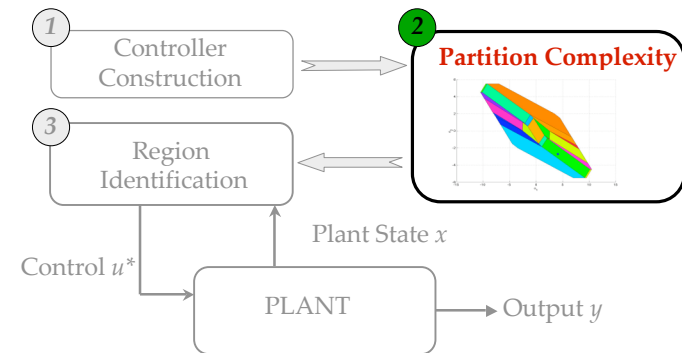 1
Controller
Construction
2
Partition Complexity
3
Region
Identification
Plant State x
Control u*
PLANT
Output y